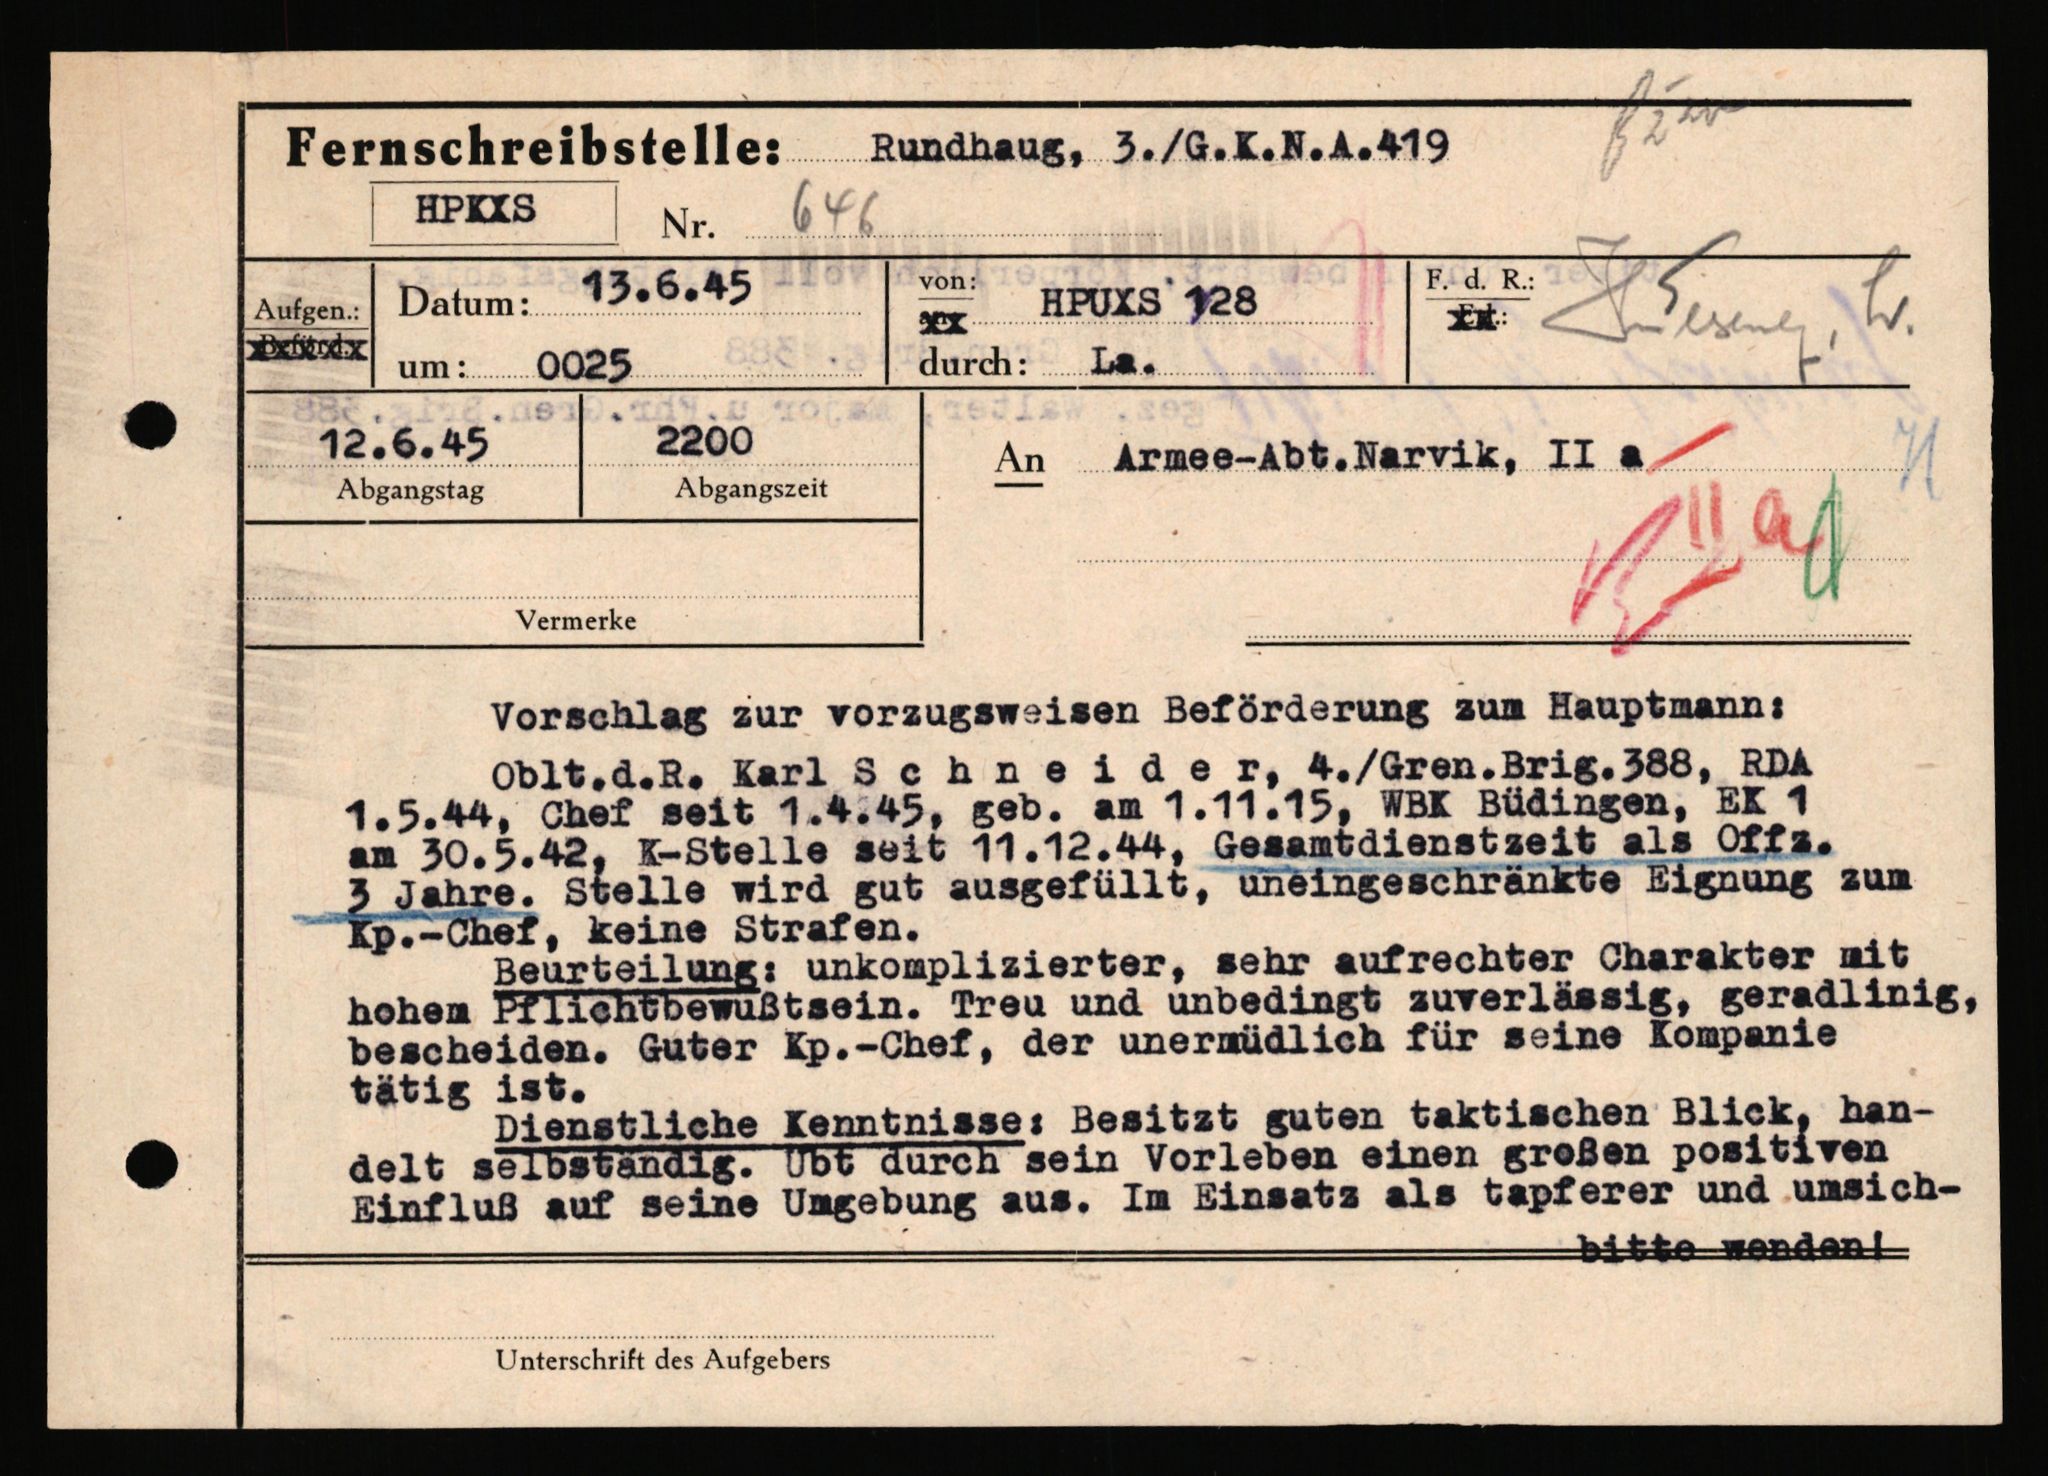 Fernschreibstelle: Rundhaug, 3./G.K.N.A.419
HPKXS Nr. 646
Aufgen.: Datum: 13.6.45 von: HPUXS 128 F. d. R.:
Beförd.: um: 0025 durch: La.
12.6.45 2200 An Armee-Abt.Narvik, II a
Abgangstag Abgangszeit
II a
Vermerke
Vorschlag zur vorzugsweisen Beförderung zum Hauptmann:
Oblt.d.R. Karl S c h n e i d e r, 4./Gren.Brig.388, RDA
1.5.44, Chef seit 1.4.45, geb. am 1.11.15, WBK Büdingen, EK 1
am 30.5.42, K-Stelle seit 11.12.44, Gesamtdienstzeit als Offz.
3 Jahre. Stelle wird gut ausgefüllt, uneingeschränkte Eignung zum
Kp.-Chef, keine Strafen.
Beurteilung: unkomplizierter, sehr aufrechter Charakter mit
hohem Pflichtbewußtsein. Treu und unbedingt zuverlässig, geradlinig,
bescheiden. Guter Kp.-Chef, der unermüdlich für seine Kompanie
tätig ist.
Dienstliche Kenntnisse: Besitzt guten taktischen Blick, han-
delt selbständig. Übt durch sein Vorleben einen großen positiven
Einfluß auf seine Umgebung aus. Im Einsatz als tapferer und umsich-
bitte wenden!
Unterschrift des Aufgebers